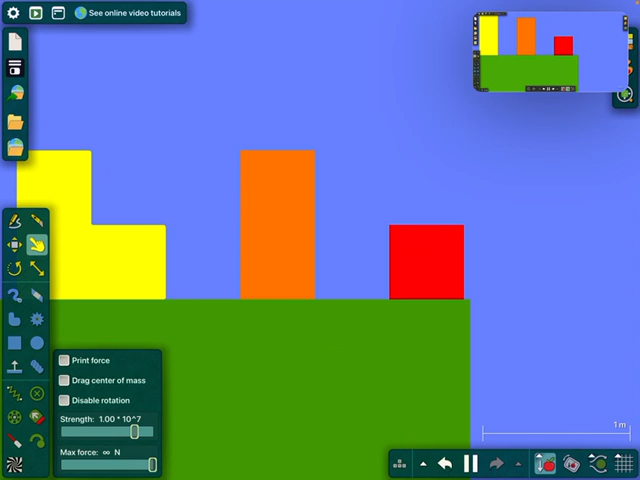 See online video tutorials
Print force
Drag center of mass
Disable rotation
Strength: 1.00 * 10^7
Max force: ∞ N
1 m